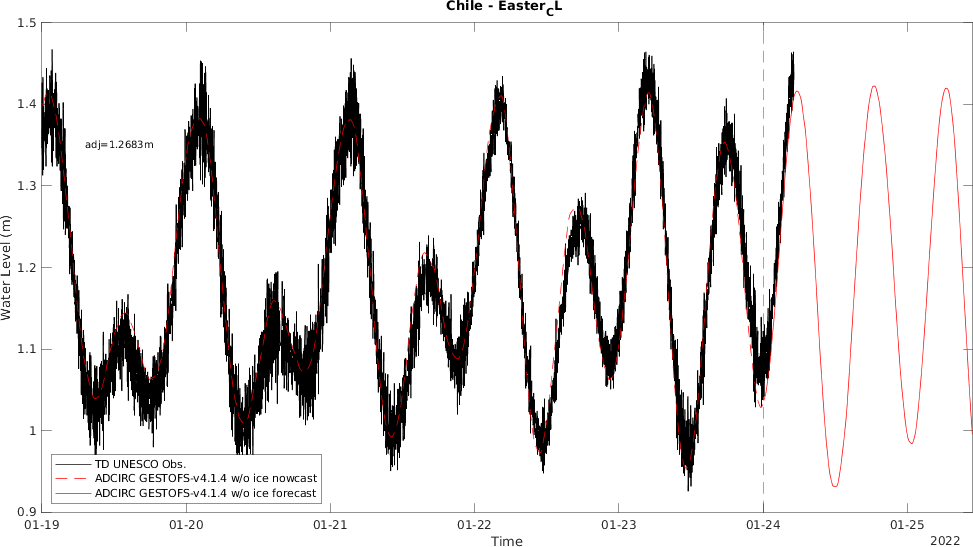 Chile - Easter_CL
1.5
1.4
1.3
1.2
1.1
1
0.9
Water Level (m)
adj=1.2683m
TD UNESCO Obs.
ADCIRC GESTOFS-v4.1.4 w/o ice nowcast
ADCIRC GESTOFS-v4.1.4 w/o ice forecast
01-19 01-20 01-21 01-22 01-23 01-24 01-25
Time
2022